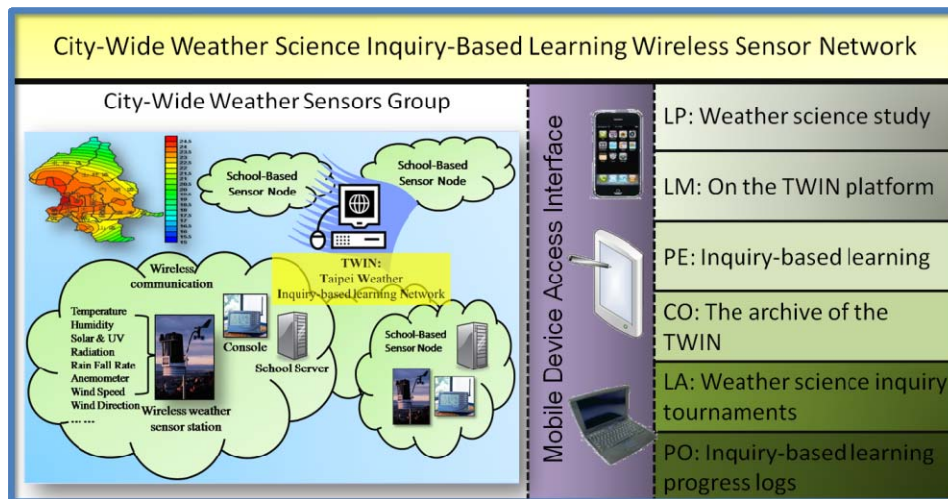 City-Wide Weather Science Inquiry-Based Learning Wireless Sensor Network
City-Wide Weather Sensors Group
School-Based
Sensor Node
School-Based
Sensor Node
TWIN:
Taipei Weather
Inquiry-based learning Network
Wireless
communication
Temperature
Humidity
Solar & UV
Radiation
Rain Fall Rate
Anemometer
Wind Speed
Wind Direction
... ...
Console
School Server
Wireless weather
sensor station
School-Based
Sensor Node
Mobile Device Access Interface
LP: Weather science study
LM: On the TWIN platform
PE: Inquiry-based learning
CO: The archive of the
TWIN
LA: Weather science inquiry
tournaments
PO: Inquiry-based learning
progress logs